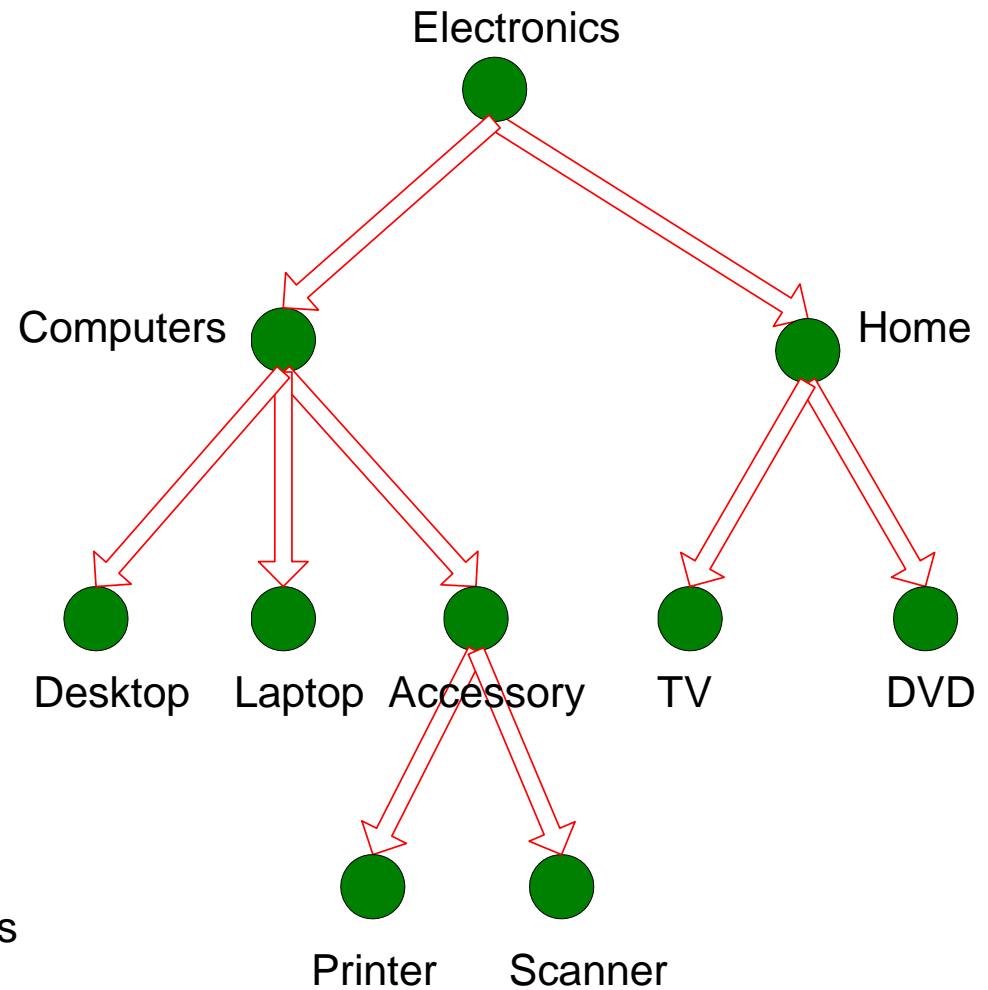 Electronics
Computers
Home
Desktop
Laptop
Accessory
TV
DVD
s
Printer
Scanner